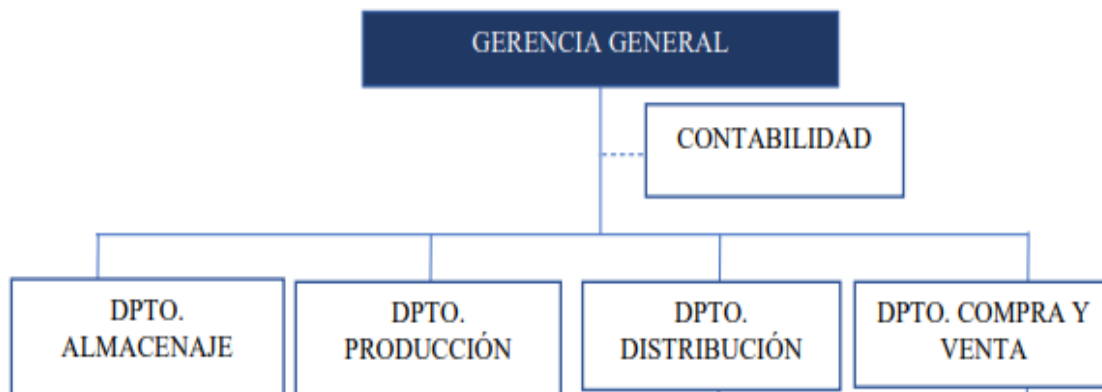 GERENCIA GENERAL
CONTABILIDAD
DPTO.
ALMACENAJE
DPTO.
PRODUCCIÓN
DPTO.
DISTRIBUCIÓN
DPTO. COMPRA Y
VENTA